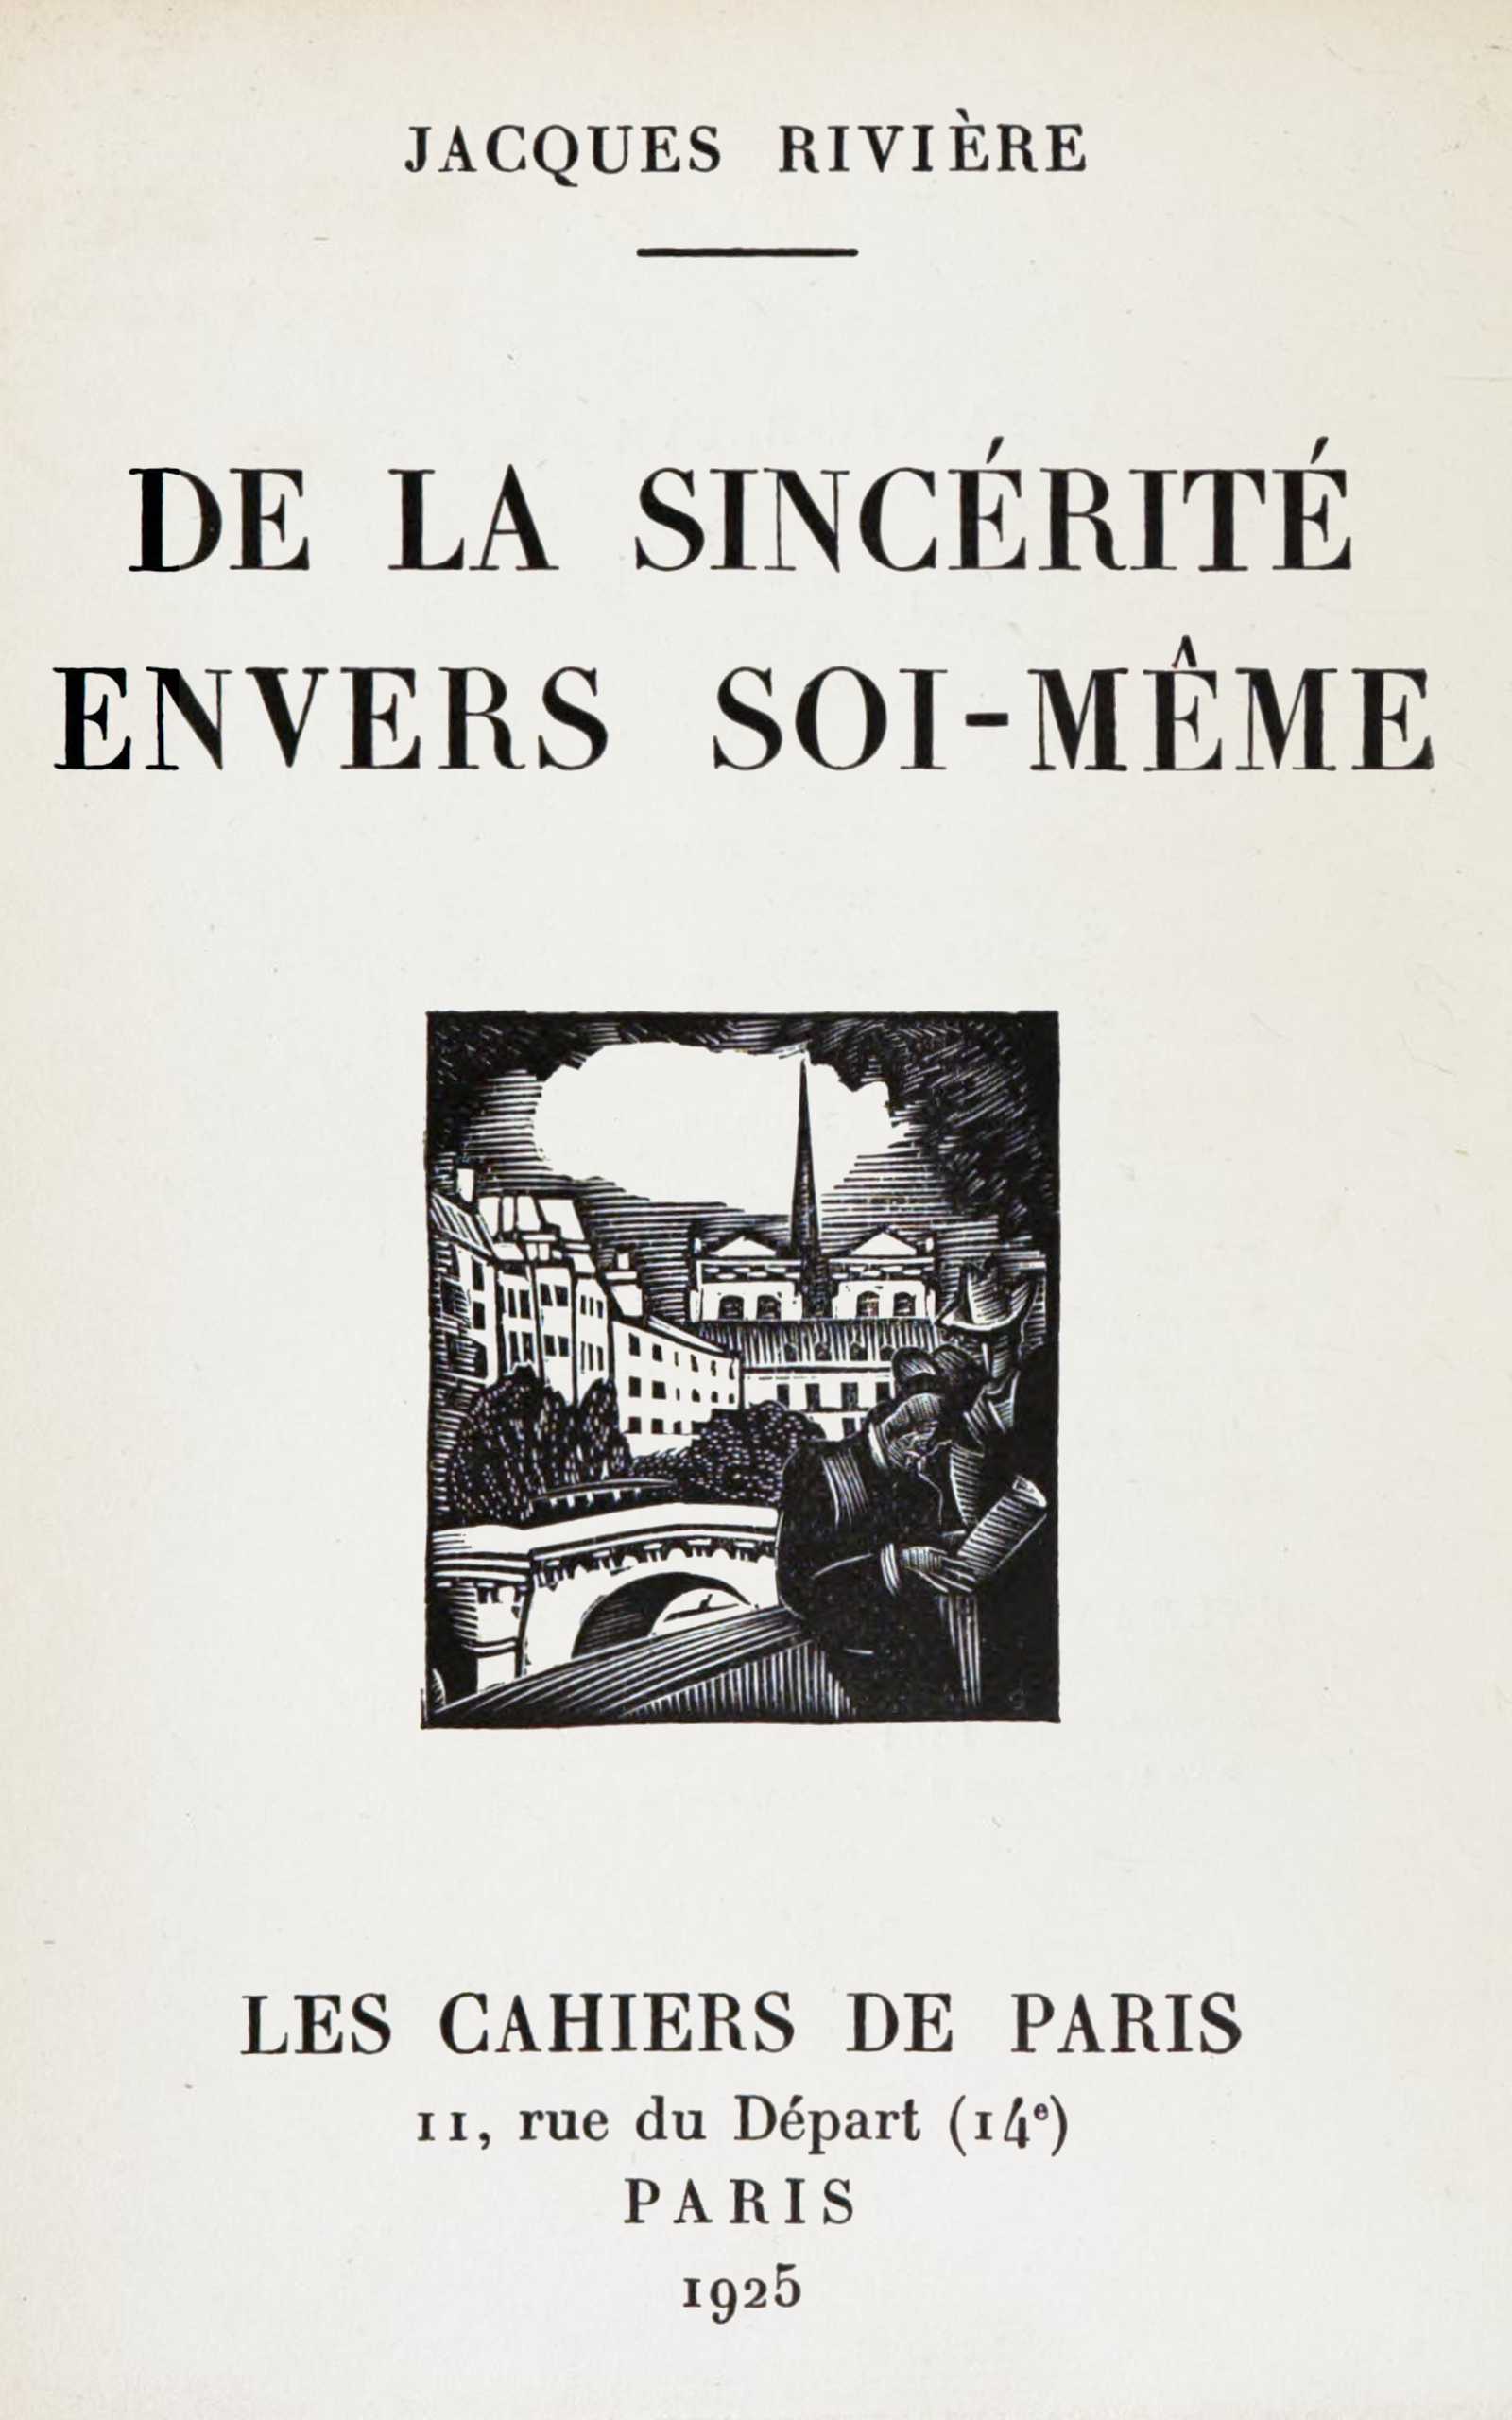 JACQUES RIVIÈRE
DE LA SINCÉRITÉ
ENVERS SOI-MÊME
LES CAHIERS DE PARIS
11, rue du Départ (14ᵉ)
PARIS
1925